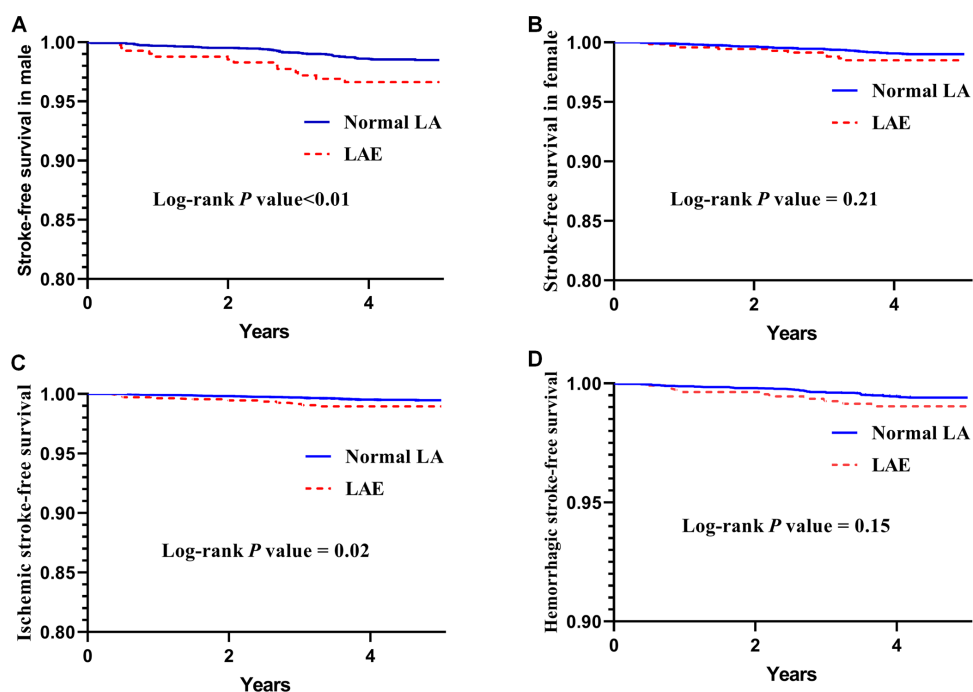 A
Stroke-free survival in male
1.00
0.95
0.90
0.85
0.80
0 2 4
Years
Normal LA
LAE
Log-rank P value<0.01
B
Stroke-free survival in female
1.00
0.95
0.90
0.85
0.80
0 2 4
Years
Normal LA
LAE
Log-rank P value = 0.21
C
Ischemic stroke-free survival
1.00
0.95
0.90
0.85
0.80
0 2 4
Years
Normal LA
LAE
Log-rank P value = 0.02
D
Hemorrhagic stroke-free survival
1.00
0.95
0.90
0 2 4
Years
Normal LA
LAE
Log-rank P value = 0.15